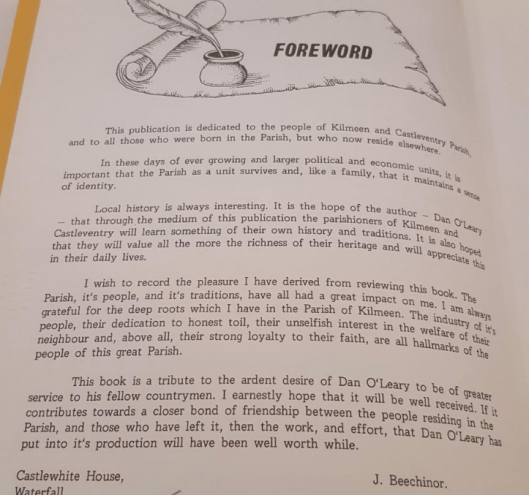 FOREWORD
This publication is dedicated to the people of Kilmeen and Castleventry Parish,
and to all those who were born in the Parish, but who now reside elsewhere.
In these days of ever growing and larger political and economic units, it is
important that the Parish as a unit survives and, like a family, that it maintains a sense
of identity.
Local history is always interesting. It is the hope of the author – Dan O'Leary
– that through the medium of this publication the parishioners of Kilmeen and
Castleventry will learn something of their own history and traditions. It is also hoped
that they will value all the more the richness of their heritage and will appreciate this
in their daily lives.
I wish to record the pleasure I have derived from reviewing this book. The
Parish, it's people, and it's traditions, have all had a great impact on me. I am always
grateful for the deep roots which I have in the Parish of Kilmeen. The industry of it's
people, their dedication to honest toil, their unselfish interest in the welfare of their
neighbour and, above all, their strong loyalty to their faith, are all hallmarks of the
people of this great Parish.
This book is a tribute to the ardent desire of Dan O'Leary to be of greater
service to his fellow countrymen. I earnestly hope that it will be well received. If it
contributes towards a closer bond of friendship between the people residing in the
Parish, and those who have left it, then the work, and effort, that Dan O'Leary has
put into it's production will have been well worth while.
Castlewhite House, J. Beechinor.
Waterfall